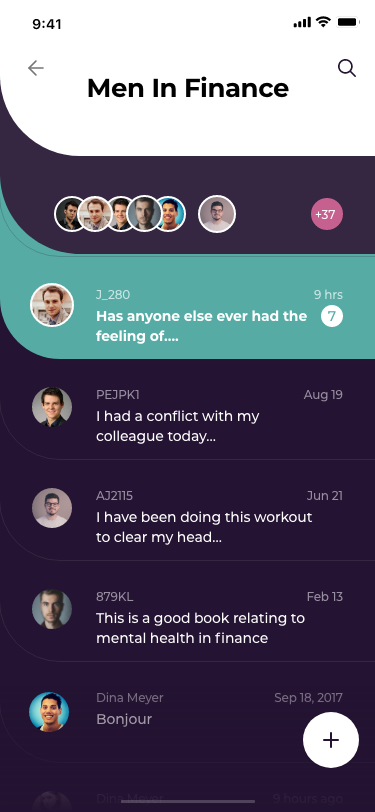 9:41
Men In Finance
+37
J_280
9 hrs
Has anyone else ever had the
7
feeling of....
PEJPK1
Aug 19
I had a conflict with my
colleague today...
AJ2115
Jun 21
I have been doing this workout
to clear my head...
879KL
Feb 13
This is a good book relating to
mental health in finance
Dina Meyer
Sep 18, 2017
Bonjour
Dina Meyer
9 hours ago